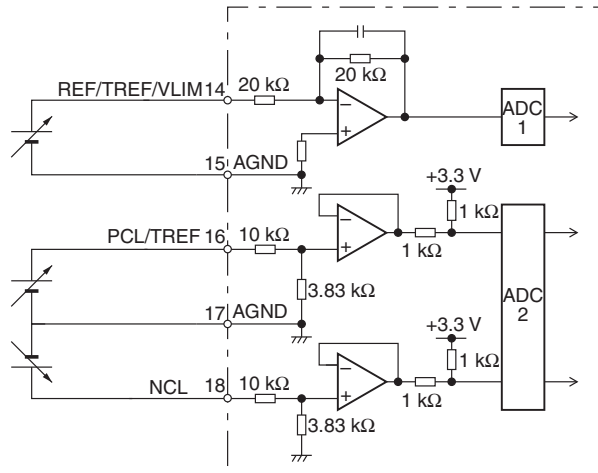 REF/TREF/VLIM 14
20 kΩ
20 kΩ
−
+
ADC
1
15 AGND
PCL/TREF 16
10 kΩ
3.83 kΩ
−
+
1 kΩ
+3.3 V
1 kΩ
ADC
2
17 AGND
NCL 18
10 kΩ
3.83 kΩ
−
+
1 kΩ
+3.3 V
1 kΩ